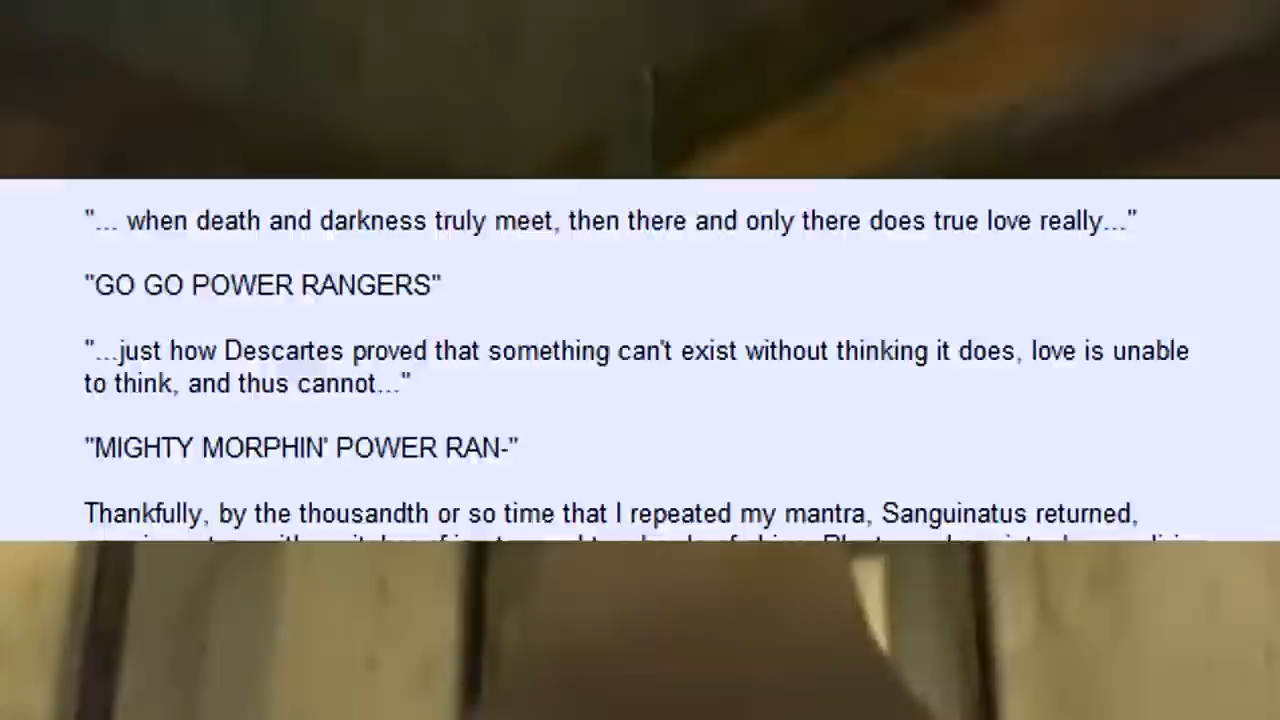 "... when death and darkness truly meet, then there and only there does true love really..."
"GO GO POWER RANGERS"
"...just how Descartes proved that something can't exist without thinking it does, love is unable
to think, and thus cannot..."
"MIGHTY MORPHIN' POWER RAN-"
Thankfully, by the thousandth or so time that I repeated my mantra, Sanguinatus returned,